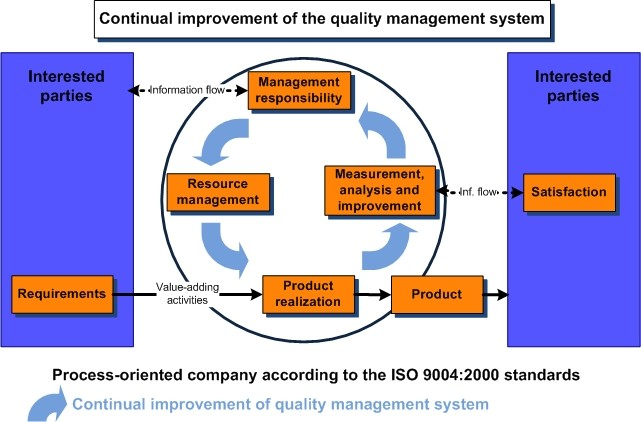 Continual improvement of the quality management system
Interested
parties
Interested
parties
Information flow
Management
responsibility
Resource
management
Measurement,
analysis and
improvement
Inf. flow
Satisfaction
Requirements
Value-adding
activities
Product
realization
Product
Process-oriented company according to the ISO 9004:2000 standards
Continual improvement of quality management system